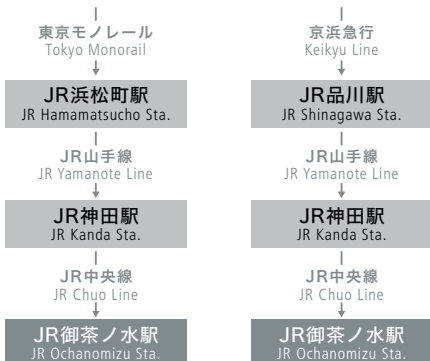 東京モノレール
Tokyo Monorail
JR浜松町駅
JR Hamamatsucho Sta.
JR山手線
JR Yamanote Line
JR神田駅
JR Kanda Sta.
JR中央線
JR Chuo Line
JR御茶ノ水駅
JR Ochanomizu Sta.
京浜急行
Keikyu Line
JR品川駅
JR Shinagawa Sta.
JR山手線
JR Yamanote Line
JR神田駅
JR Kanda Sta.
JR中央線
JR Chuo Line
JR御茶ノ水駅
JR Ochanomizu Sta.